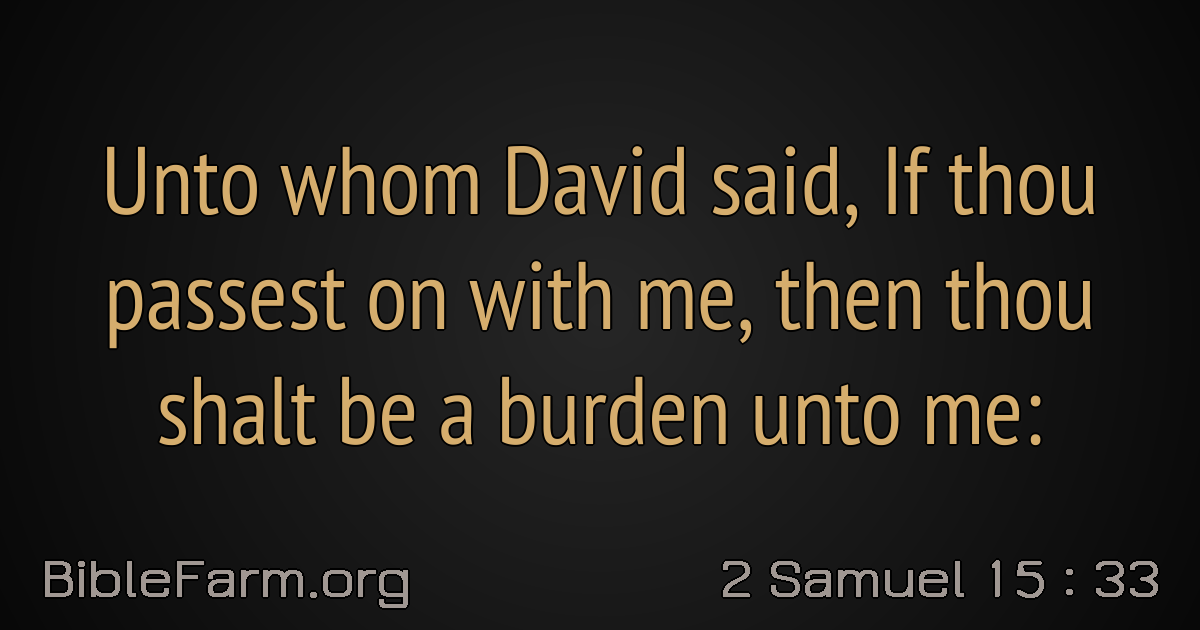 Unto whom David said, If thou
passest on with me, then thou
shalt be a burden unto me:
BibleFarm.org
2 Samuel 15 : 33